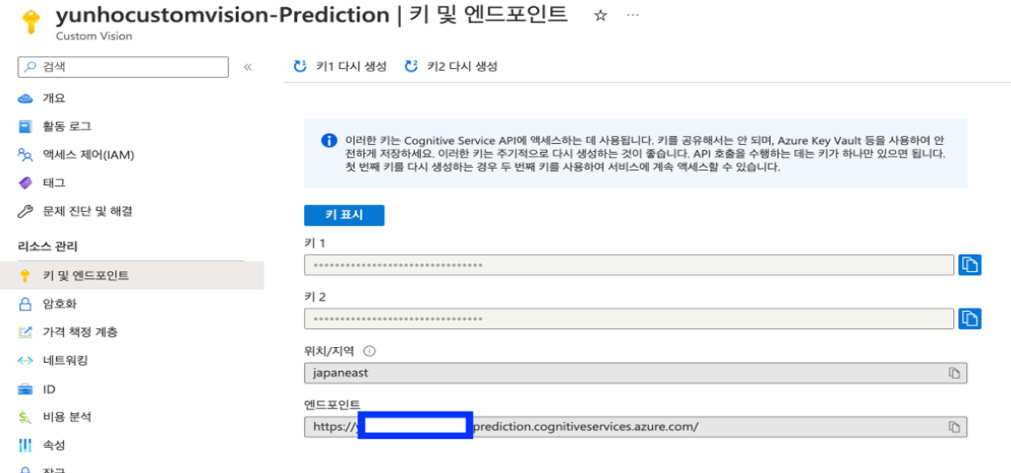 yunhocustomvision-Prediction | 키 및 엔드포인트
Custom Vision
검색
키1 다시 생성 키2 다시 생성
개요
활동 로그
액세스 제어(IAM)
태그
문제 진단 및 해결
리소스 관리
키 및 엔드포인트
암호화
가격 책정 계층
네트워킹
ID
비용 분석
속성
잠금
이러한 키는 Cognitive Service API에 액세스하는 데 사용됩니다. 키를 공유해서는 안 되며, Azure Key Vault 등을 사용하여 안
전하게 저장하세요. 이러한 키는 주기적으로 다시 생성하는 것이 좋습니다. API 호출을 수행하는 데는 키가 하나만 있으면 됩니다.
첫 번째 키를 다시 생성하는 경우 두 번째 키를 사용하여 서비스에 계속 액세스할 수 있습니다.
키 표시
키 1
••••••••••••••••••••••••••••••••
키 2
••••••••••••••••••••••••••••••••
위치/지역
japaneast
엔드포인트
https://y prediction.cognitiveservices.azure.com/